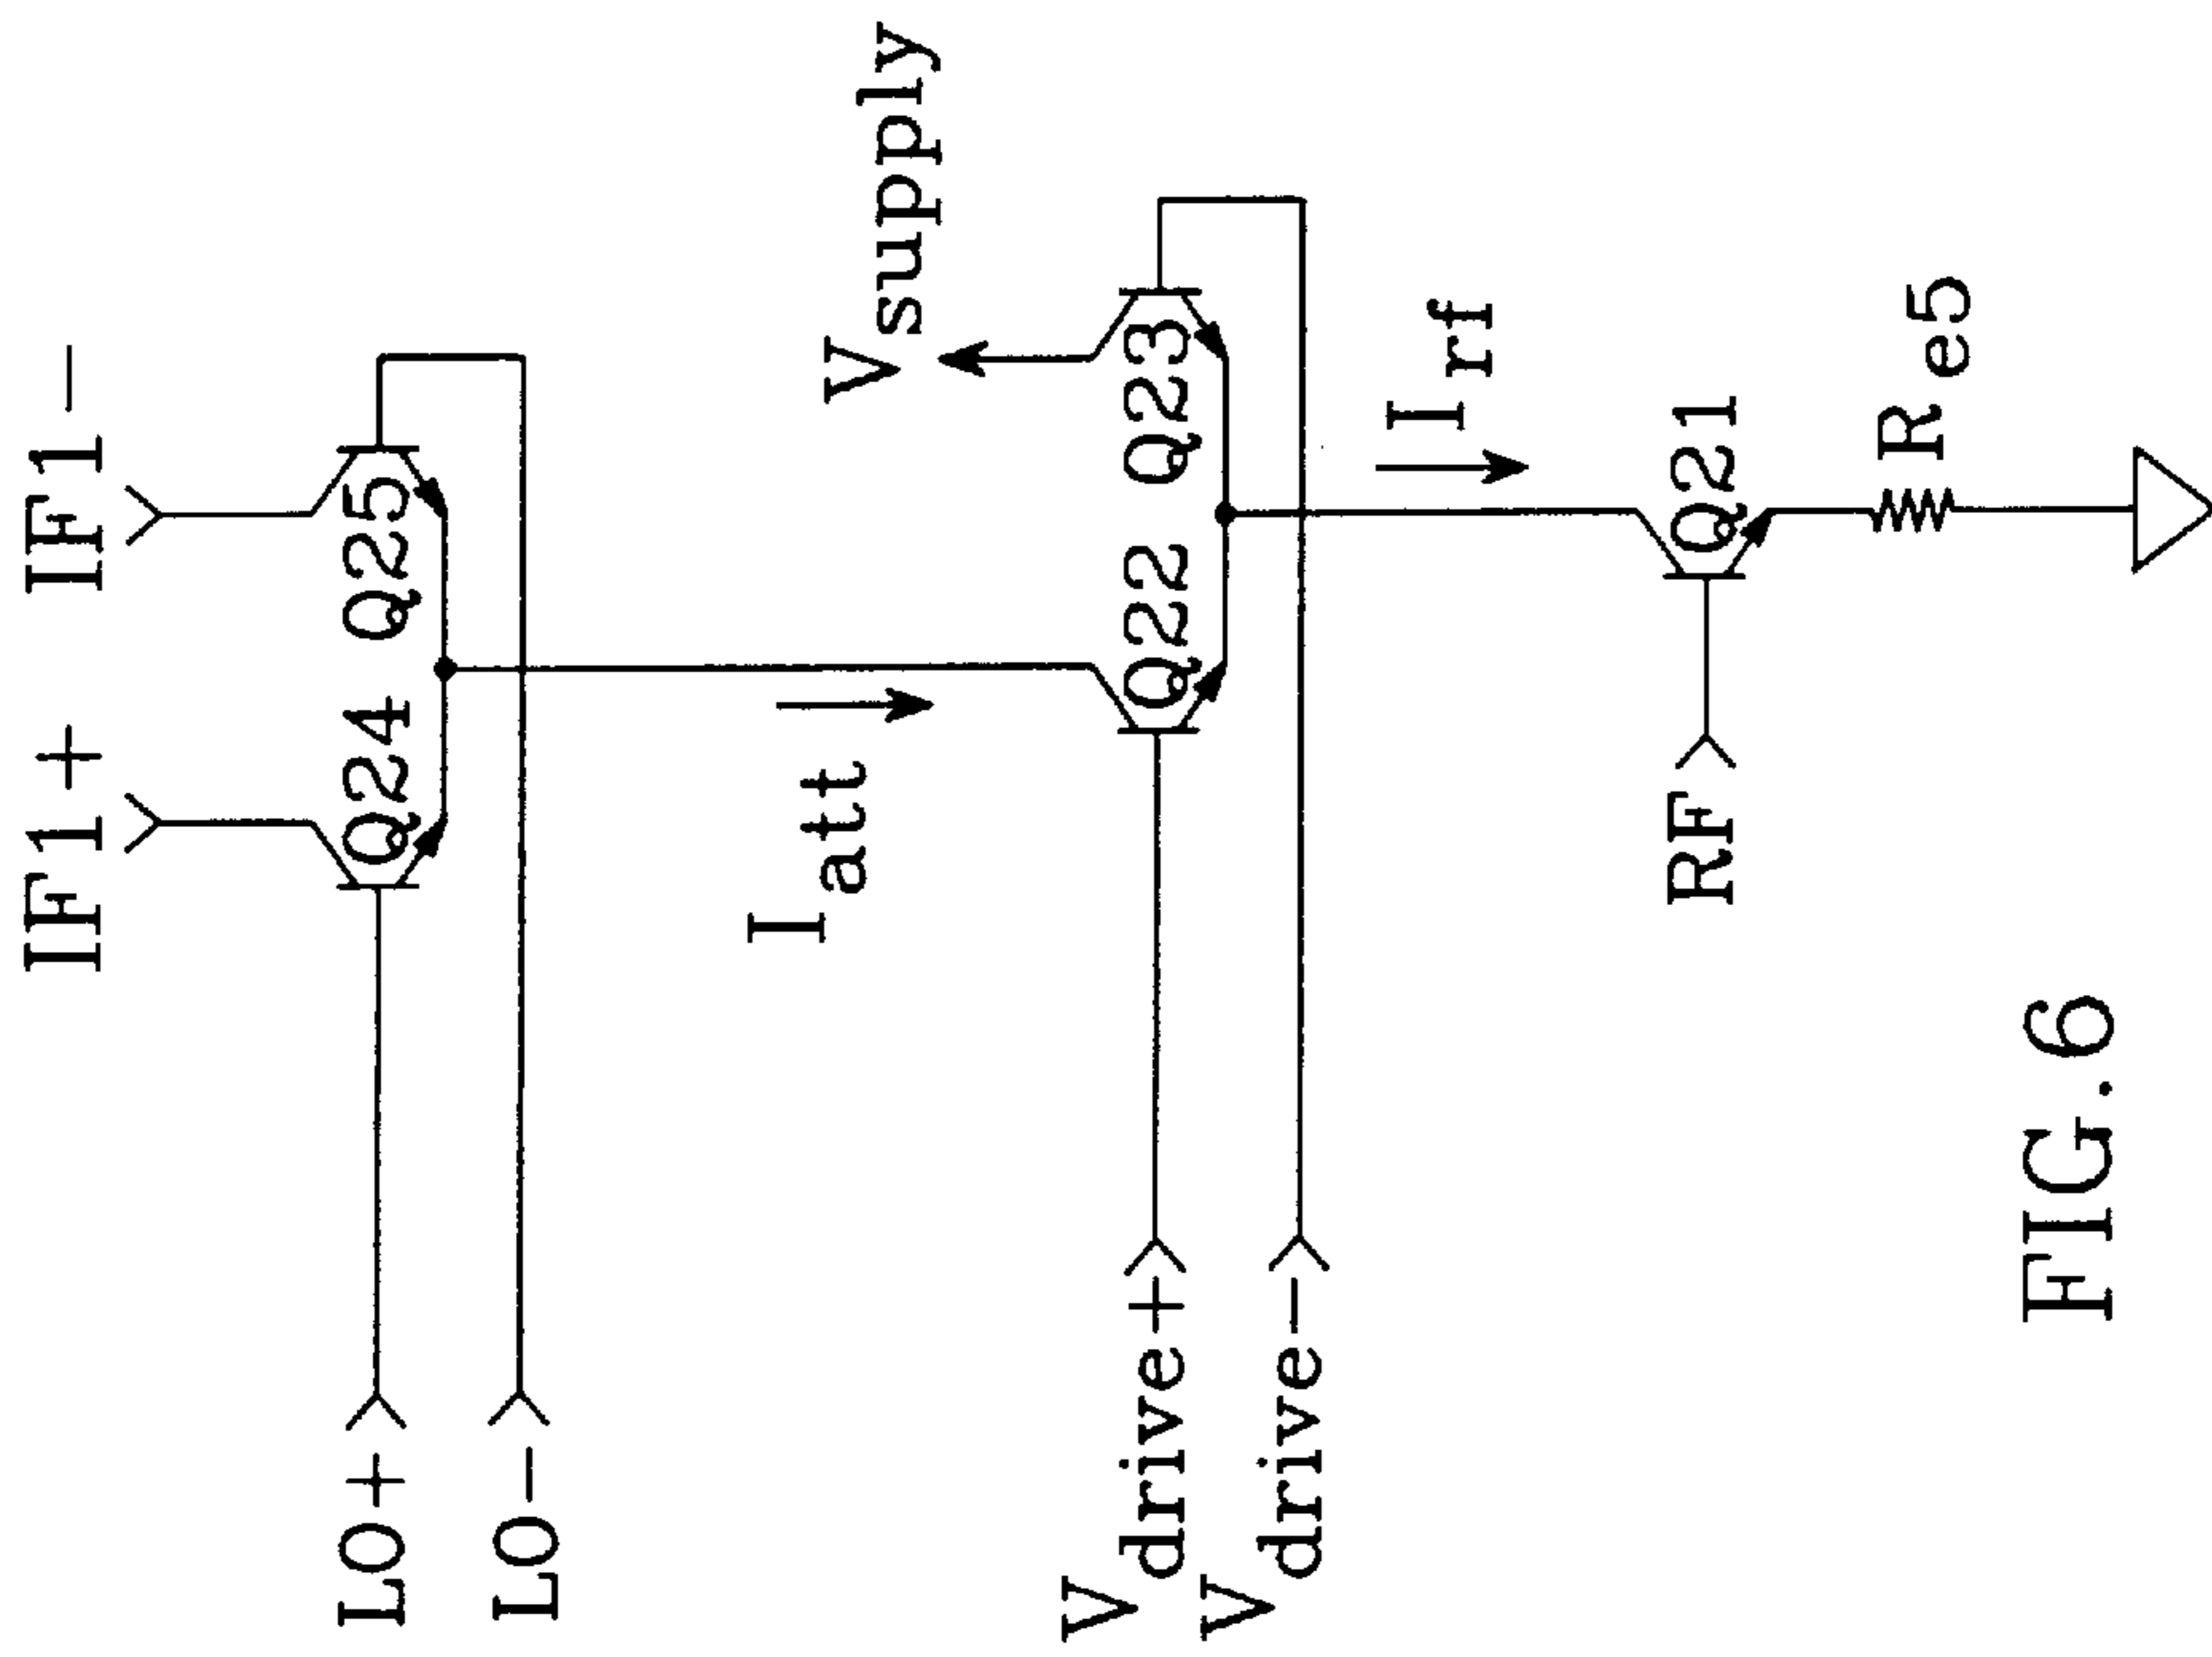 IF1+ IF1-
LO+ Q24 Q25
LO-
Iatt Vsupply
Vdrive+ Q22 Q23
Vdrive-
Irf
RF Q21
Re5
FIG.6